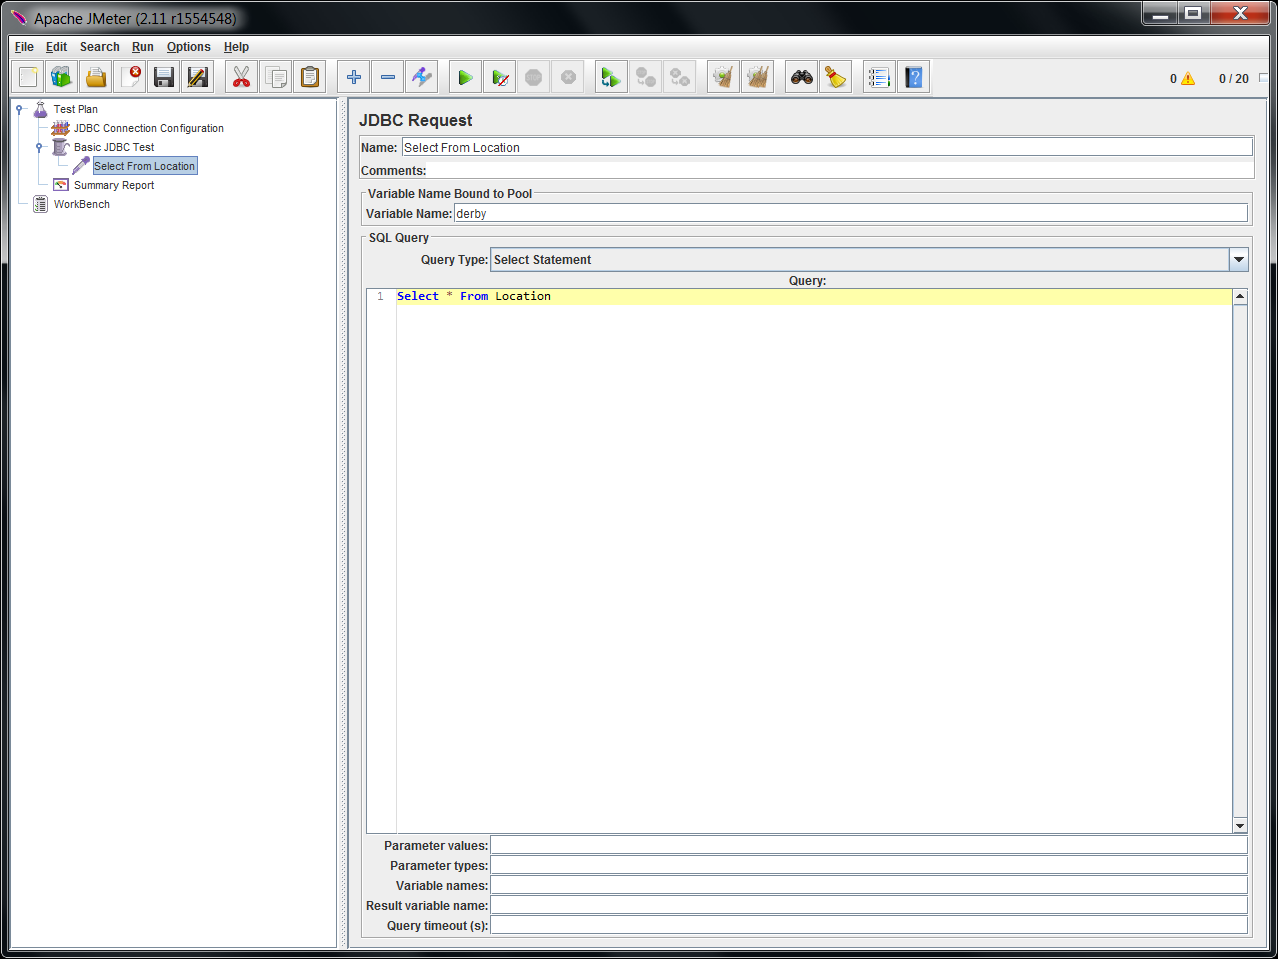 Apache JMeter (2.11 r1554548)
File Edit Search Run Options Help
0 0 / 20
Test Plan
JDBC Connection Configuration
Basic JDBC Test
Select From Location
Summary Report
WorkBench
JDBC Request
Name: Select From Location
Comments:
Variable Name Bound to Pool
Variable Name: derby
SQL Query
Query Type: Select Statement
Query:
1 Select * From Location
Parameter values:
Parameter types:
Variable names:
Result variable name:
Query timeout (s):